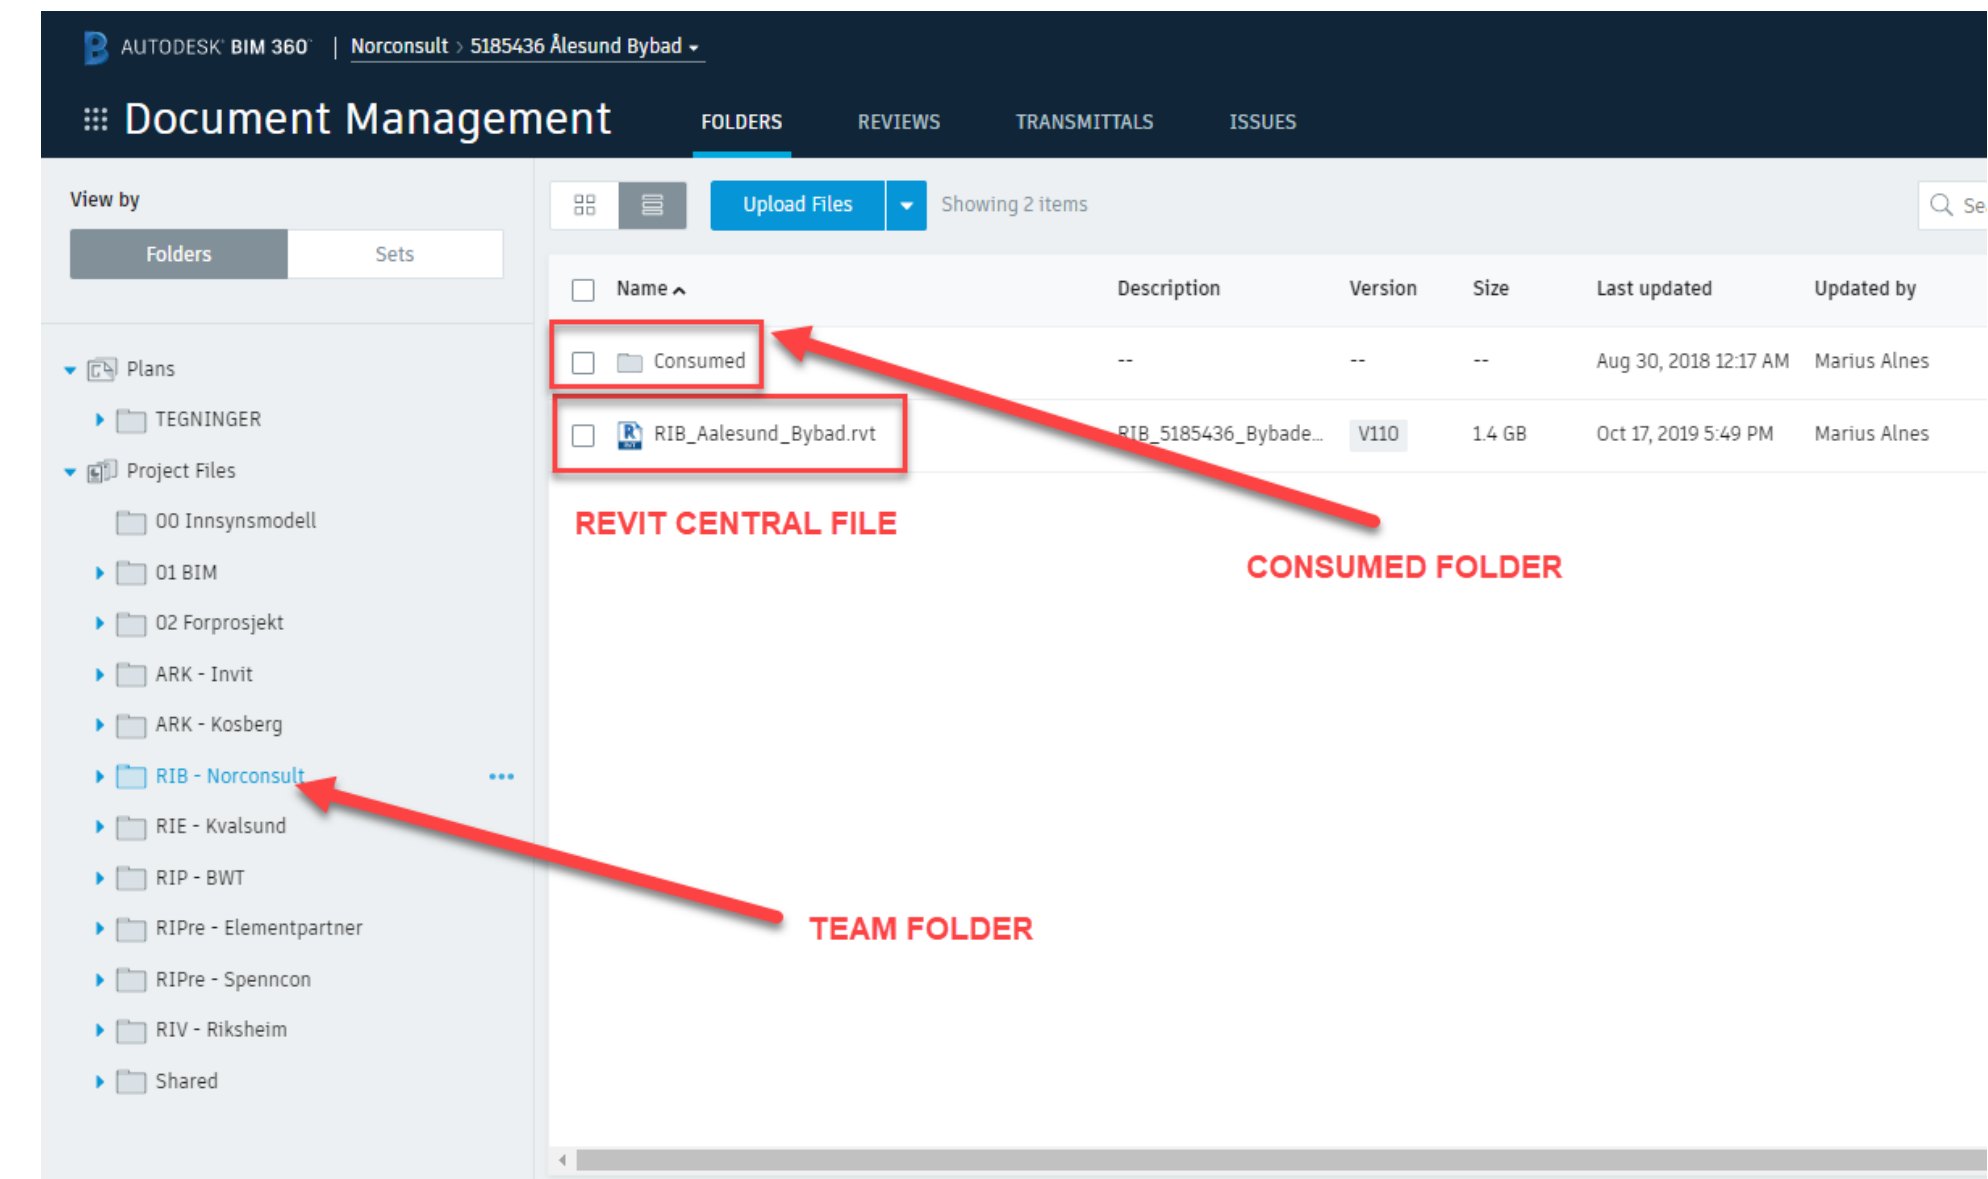 AUTODESK® BIM 360™ | Norconsult > 5185436 Ålesund Bybad
Document Management FOLDERS REVIEWS TRANSMITTALS ISSUES
View by
Folders Sets
Upload Files Showing 2 items
Name Description Version Size Last updated Updated by
Consumed -- -- -- Aug 30, 2018 12:17 AM Marius Alnes
RIB_Aalesund_Bybad.rvt RIB_5185436_Bybade... V110 1.4 GB Oct 17, 2019 5:49 PM Marius Alnes
REVIT CENTRAL FILE
CONSUMED FOLDER
TEAM FOLDER
Plans
TEGNINGER
Project Files
00 Innsynsmodell
01 BIM
02 Forprosjekt
ARK - Invit
ARK - Kosberg
RIB - Norconsult
RIE - Kvalsund
RIP - BWT
RIPre - Elementpartner
RIPre - Spenncon
RIV - Riksheim
Shared